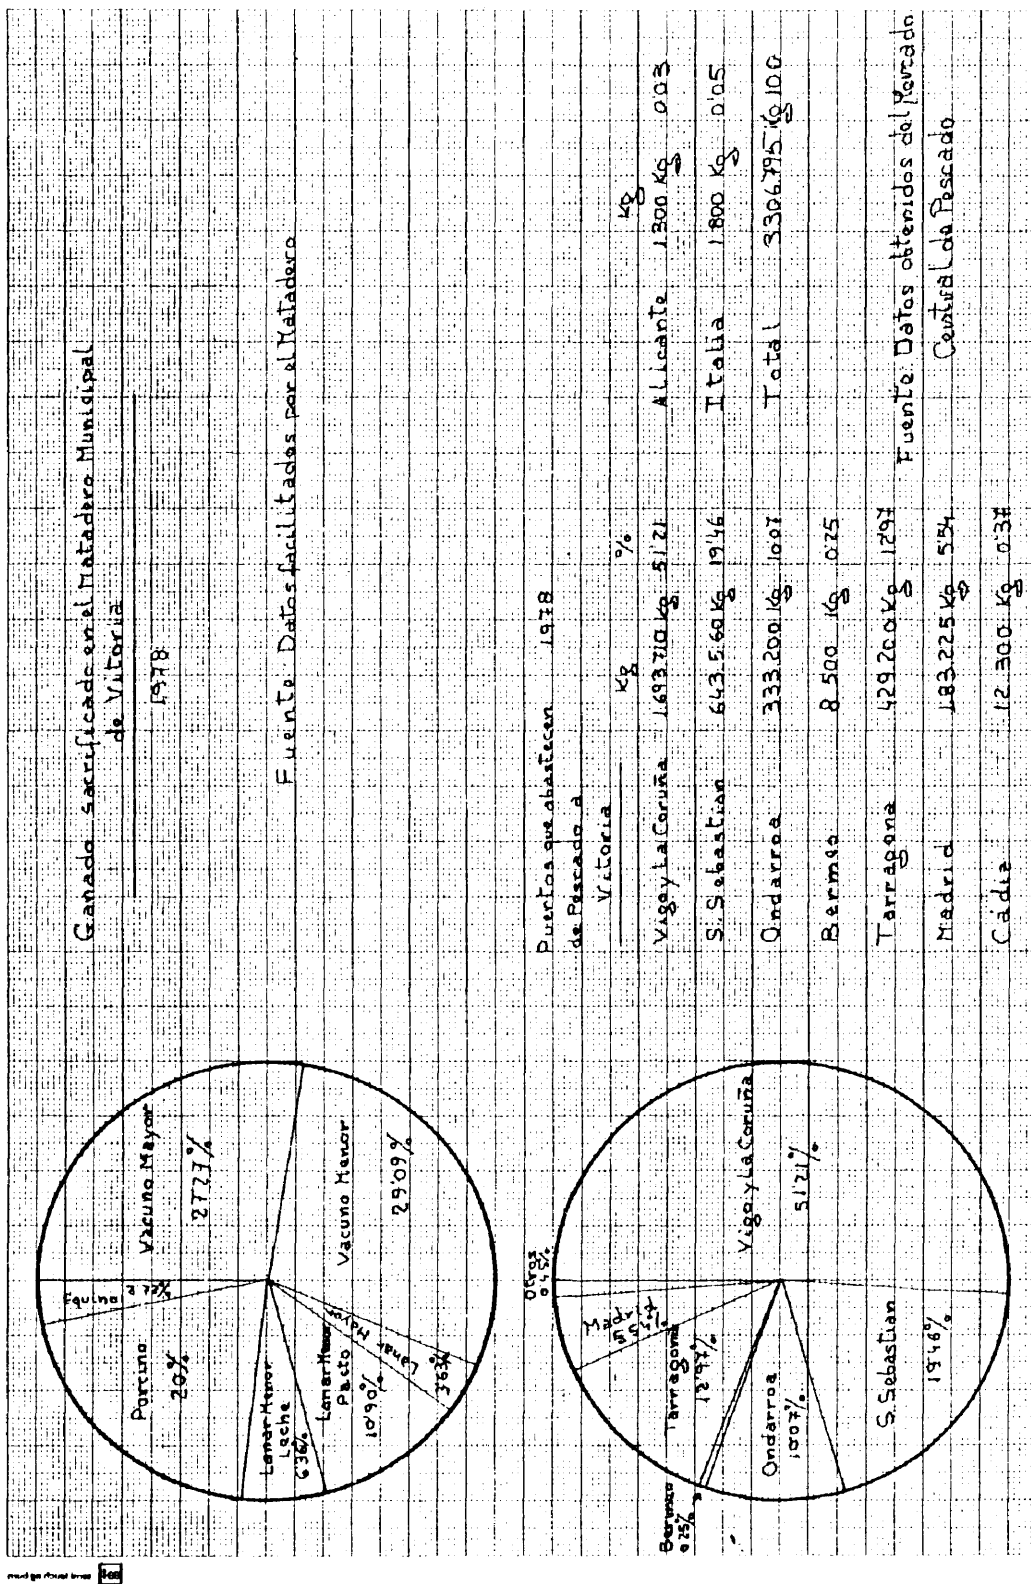 Ganado sacrificado en el Matadero Municipal
de Vitoria
1978
Fuente Datos facilitados por el Matadero
Vacuno Mayor
27'27%
Vacuno Menor
29'09%
Lanar Mayor
3'63%
Lanar Menor
Pasto
10'90%
Lanar Menor
Leche
6'36%
Porcino
20%
Equino 2'72%
Puertos que abastecen 1978
de Pescado a
Vitoria
Kg %
Vigo y La Coruña 1.693.710 Kg 51'21
S. Sebastian 643.560 Kg 19'46
Ondarroa 333.200 Kg 10'07
Bermeo 8.500 Kg 0'25
Tarragona 429.200 Kg 12'97
Madrid 183.225 Kg 5'54
Cádiz 12.300 Kg 0'37
Kg
Alicante 1.300 Kg 0'03
Italia 1.800 Kg 0'05
Total 3.306.795 Kg 100
Fuente Datos obtenidos del Mercado
Central de Pescado
Vigo y La Coruña
51'21%
S. Sebastian
19'46%
Ondarroa
10'07%
Bermeo
0'25%
Tarragona
12'97%
Madrid
5'54%
Otros
0'45%